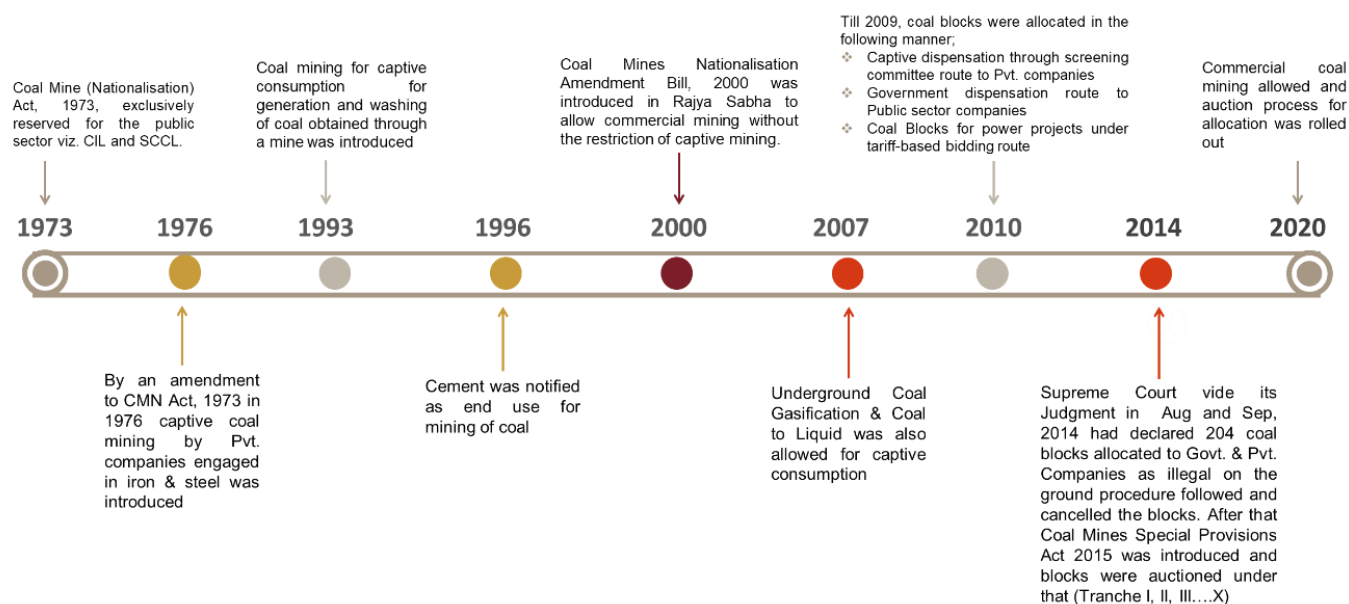 Coal Mine (Nationalisation)
Act, 1973, exclusively
reserved for the public
sector viz. CIL and SCCL.
Coal mining for captive
consumption for
generation and washing
of coal obtained through
a mine was introduced
Coal Mines Nationalisation
Amendment Bill, 2000 was
introduced in Rajya Sabha to
allow commercial mining without
the restriction of captive mining.
Till 2009, coal blocks were allocated in the
following manner;
❖ Captive dispensation through screening
committee route to Pvt. companies
❖ Government dispensation route to
Public sector companies
❖ Coal Blocks for power projects under
tariff-based bidding route
Commercial coal
mining allowed and
auction process for
allocation was rolled
out
1973 1976 1993 1996 2000 2007 2010 2014 2020
By an amendment
to CMN Act, 1973 in
1976 captive coal
mining by Pvt.
companies engaged
in iron & steel was
introduced
Cement was notified
as end use for
mining of coal
Underground Coal
Gasification & Coal
to Liquid was also
allowed for captive
consumption
Supreme Court vide its
Judgment in Aug and Sep,
2014 had declared 204 coal
blocks allocated to Govt. & Pvt.
Companies as illegal on the
ground procedure followed and
cancelled the blocks. After that
Coal Mines Special Provisions
Act 2015 was introduced and
blocks were auctioned under
that (Tranche I, II, III....X)